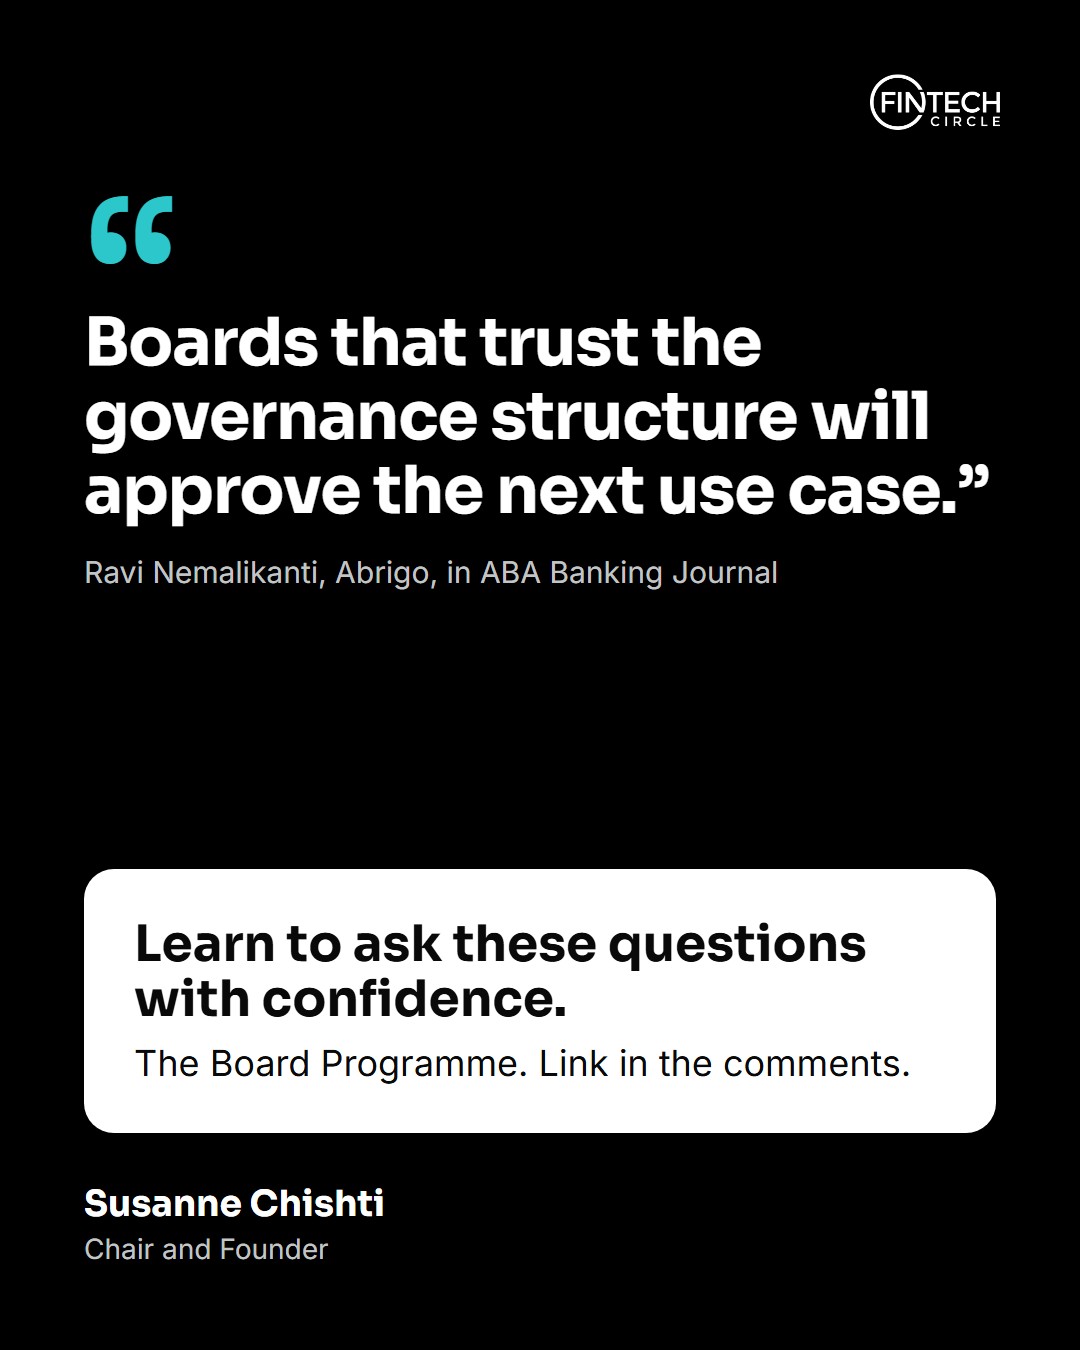 FINTECH
CIRCLE
“
Boards that trust the
governance structure will
approve the next use case.”
Ravi Nemalikanti, Abrigo, in ABA Banking Journal
Learn to ask these questions
with confidence.
The Board Programme. Link in the comments.
Susanne Chishti
Chair and Founder